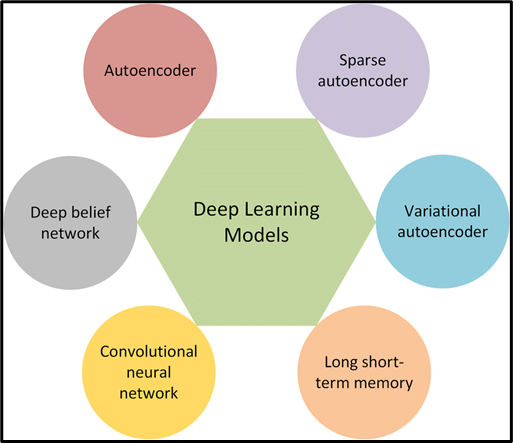 Autoencoder
Sparse
autoencoder
Deep belief
network
Deep Learning
Models
Variational
autoencoder
Convolutional
neural
network
Long short-
term memory